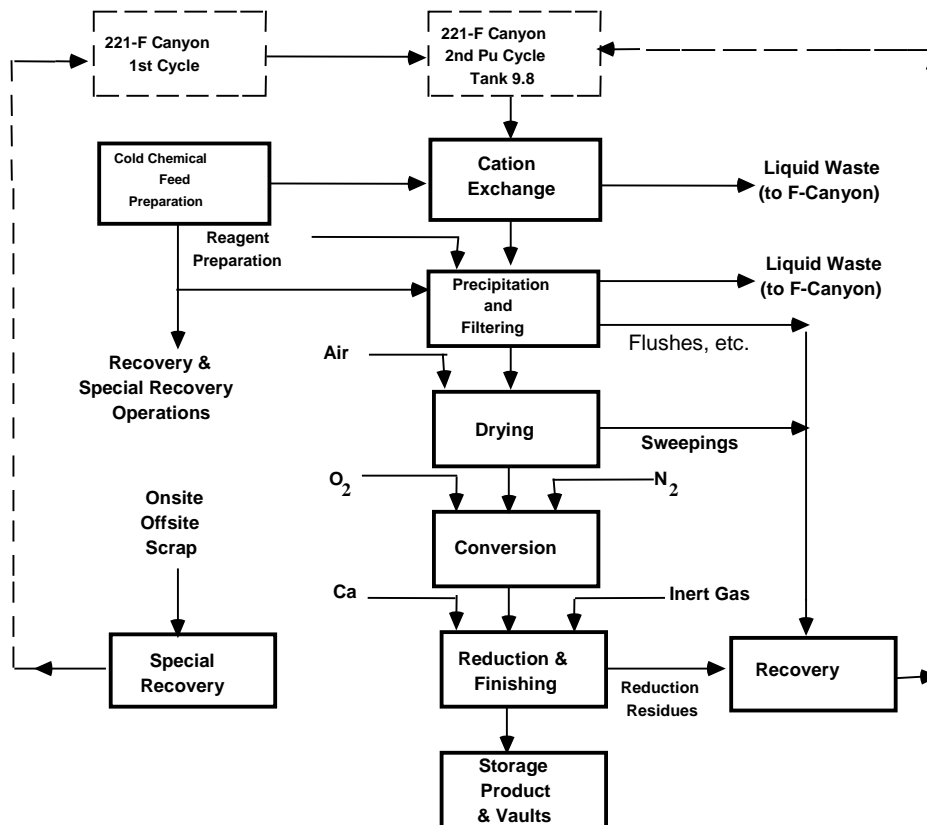 221-F Canyon
1st Cycle
221-F Canyon
2nd Pu Cycle
Tank 9.8
Cold Chemical
Feed
Preparation
Cation
Exchange
Liquid Waste
(to F-Canyon)
Reagent
Preparation
Precipitation
and
Filtering
Liquid Waste
(to F-Canyon)
Flushes, etc.
Recovery &
Special Recovery
Operations
Air
Drying
Sweepings
O2
N2
Onsite
Offsite
Scrap
Conversion
Ca
Inert Gas
Special
Recovery
Reduction &
Finishing
Reduction
Residues
Recovery
Storage
Product
& Vaults